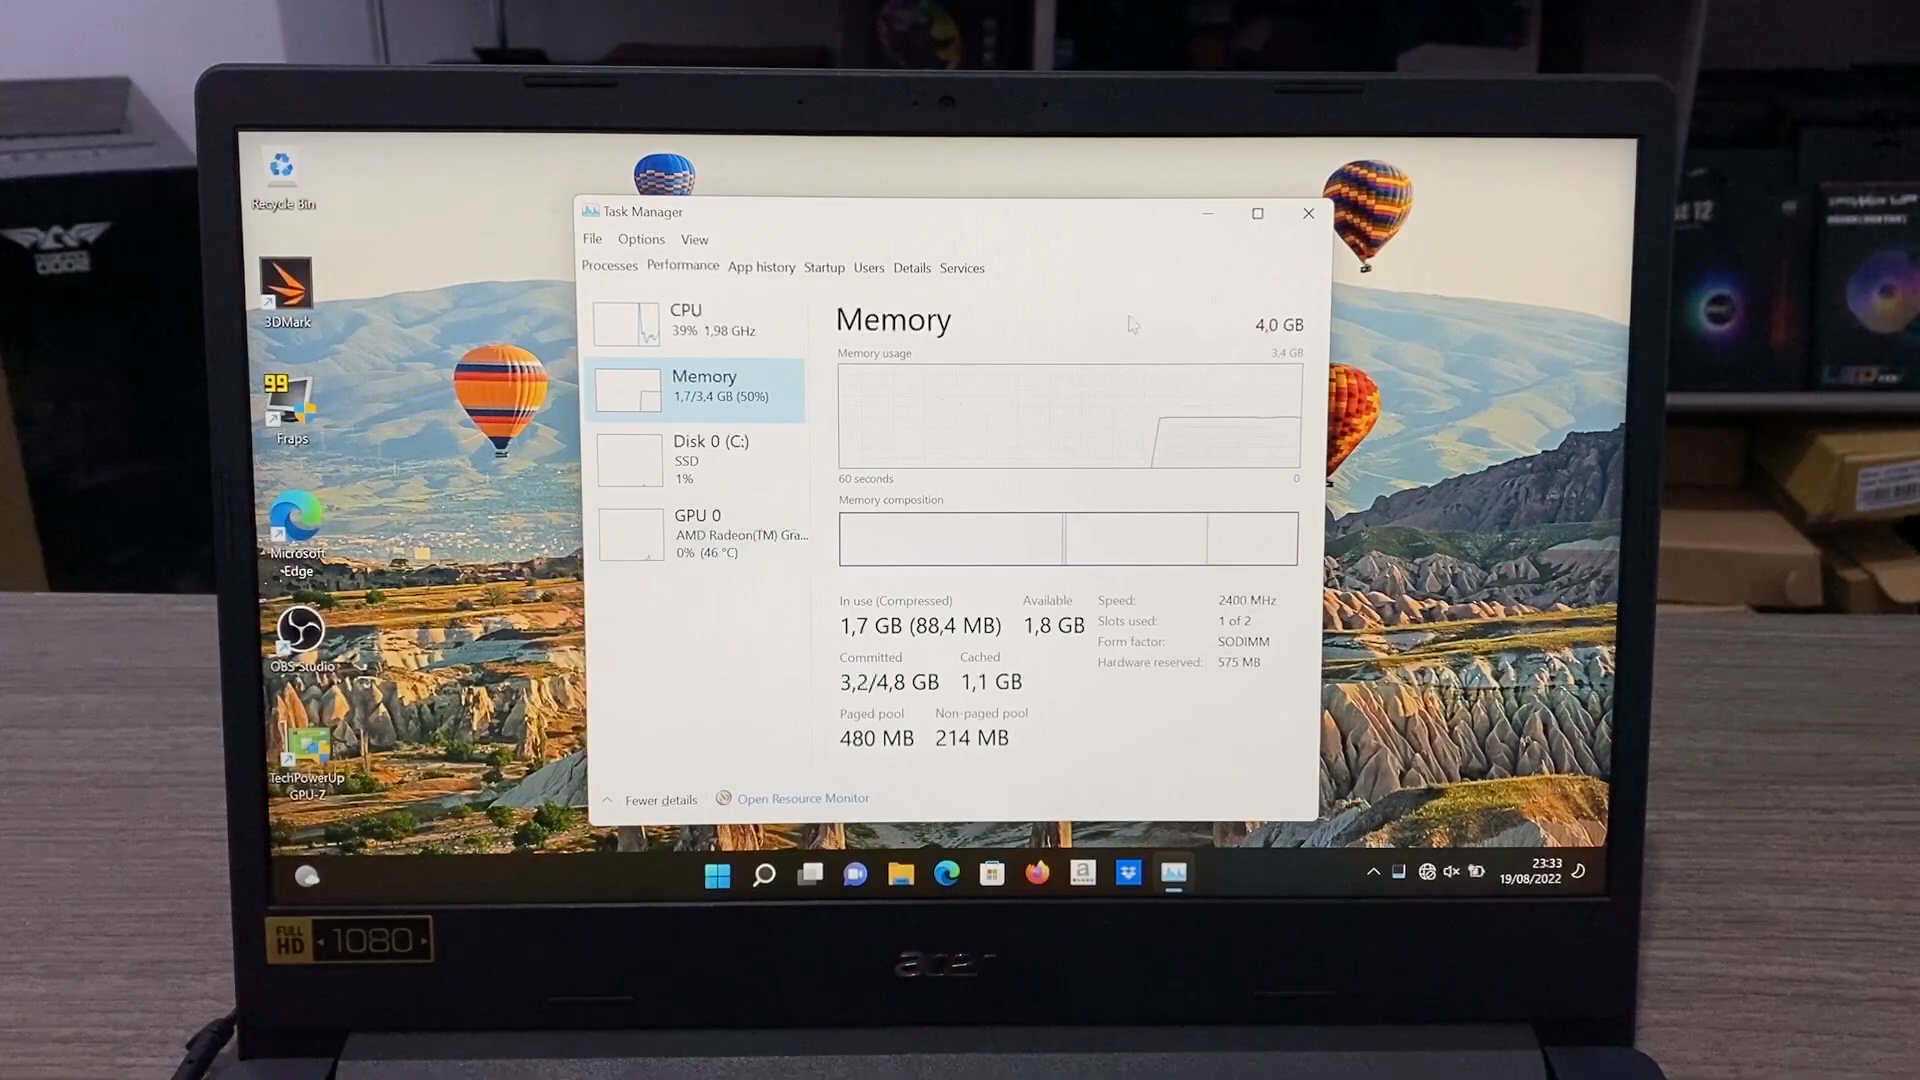 Recycle Bin
3DMark
99
Fraps
Microsoft
Edge
OBS Studio
TechPowerUp
GPU-Z
Task Manager
File Options View
Processes Performance App history Startup Users Details Services
CPU
39% 1,98 GHz
Memory
1,7/3,4 GB (50%)
Disk 0 (C:)
SSD
1%
GPU 0
AMD Radeon(TM) Gra...
0% (46 °C)
Memory 4,0 GB
Memory usage 3,4 GB
60 seconds 0
Memory composition
In use (Compressed) Available
1,7 GB (88,4 MB) 1,8 GB
Committed Cached
3,2/4,8 GB 1,1 GB
Paged pool Non-paged pool
480 MB 214 MB
Speed: 2400 MHz
Slots used: 1 of 2
Form factor: SODIMM
Hardware reserved: 575 MB
Fewer details Open Resource Monitor
23:33
19/08/2022
FULL
HD 1080
acer